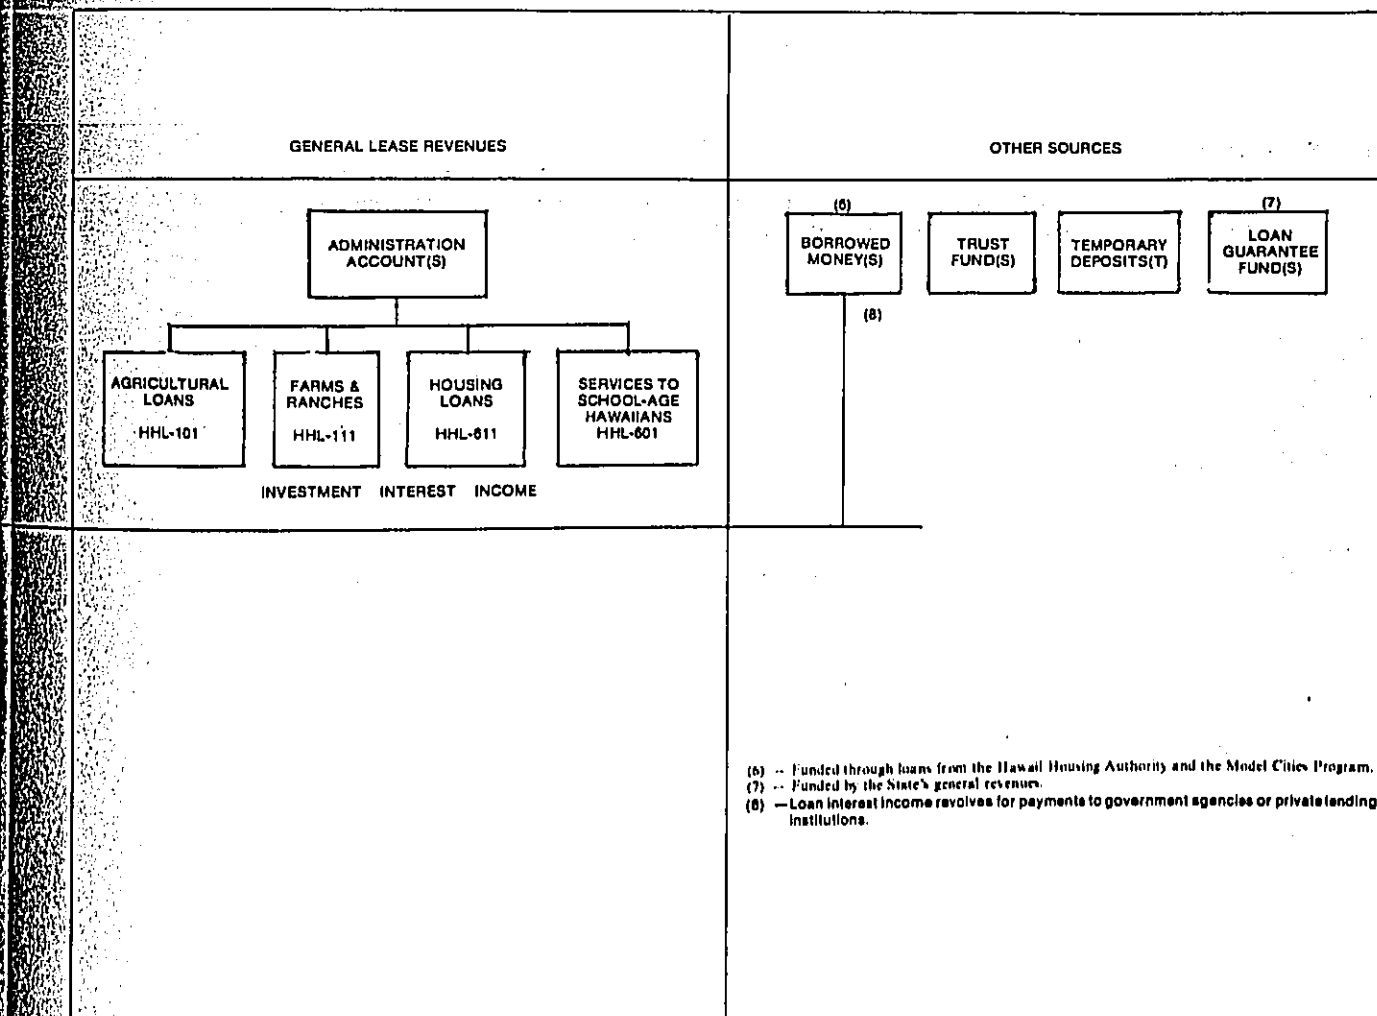 GENERAL LEASE REVENUES
OTHER SOURCES
ADMINISTRATION
ACCOUNT(S)
AGRICULTURAL
LOANS
HHL-101
FARMS &
RANCHES
HHL-111
HOUSING
LOANS
HHL-611
SERVICES TO
SCHOOL-AGE
HAWAIIANS
HHL-601
INVESTMENT INTEREST INCOME
(6)
BORROWED
MONEY(S)
(8)
TRUST
FUND(S)
TEMPORARY
DEPOSITS(T)
(7)
LOAN
GUARANTEE
FUND(S)
(6) -- Funded through loans from the Hawaii Housing Authority and the Model Cities Program.
(7) -- Funded by the State's general revenues.
(8) — Loan interest income revolves for payments to government agencies or private lending
institutions.